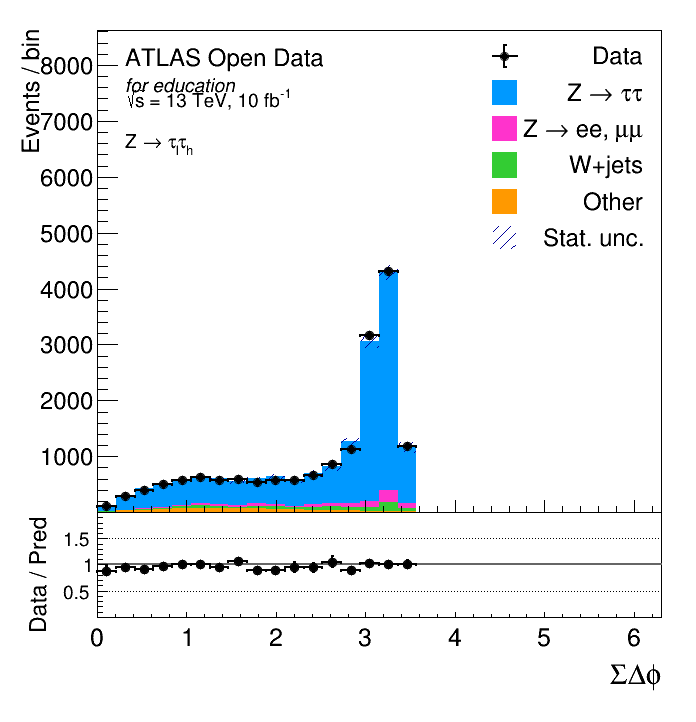 Events / bin
8000
7000
6000
5000
4000
3000
2000
1000
ATLAS Open Data
for education
√s = 13 TeV, 10 fb⁻¹
Z → τₗτₕ
Data
Z → ττ
Z → ee, μμ
W+jets
Other
Stat. unc.
Data / Pred
1.5
1
0.5
0 1 2 3 4 5 6
ΣΔϕ